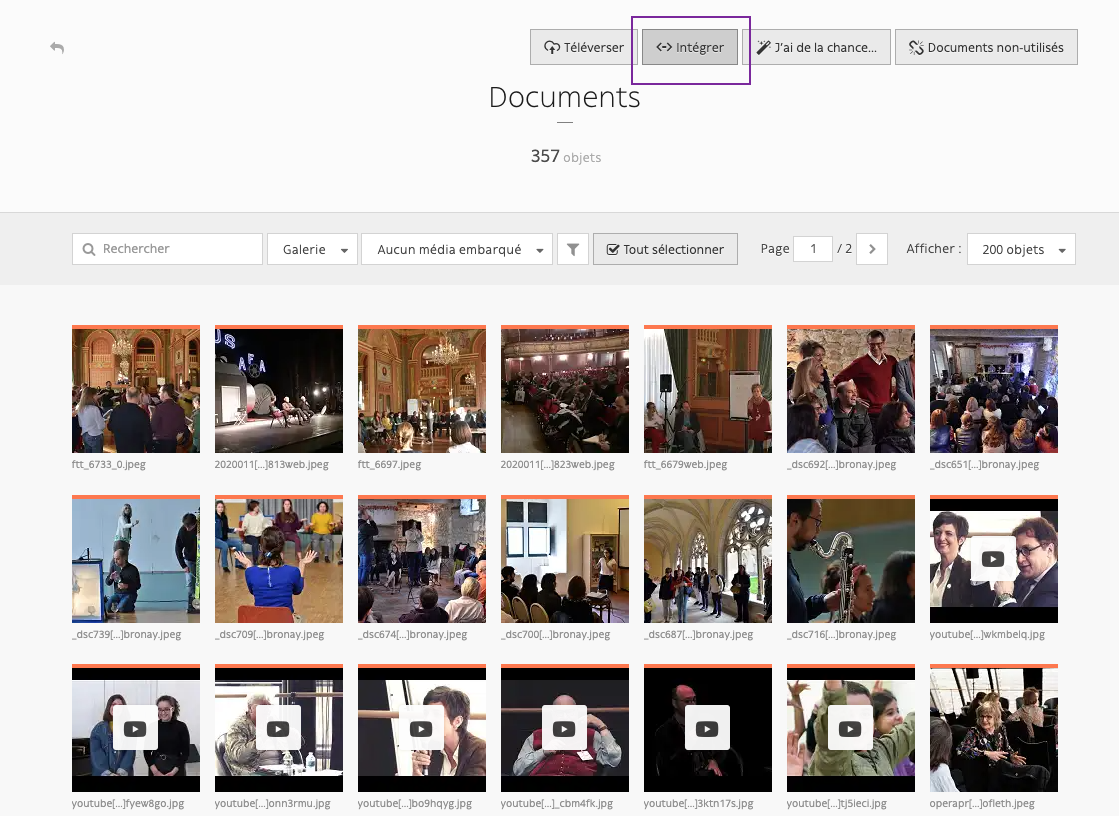 Téléverser
Intégrer
J'ai de la chance...
Documents non-utilisés
Documents
357 objets
Rechercher
Galerie
Aucun média embarqué
Tout sélectionner
Page 1 / 2
Afficher :
200 objets
US
AFA
ftt_6733_0.jpeg
2020011[...]813web.jpeg
ftt_6697.jpeg
2020011[...]823web.jpeg
ftt_6679web.jpeg
_dsc692[...]bronay.jpeg
_dsc651[...]bronay.jpeg
_dsc739[...]bronay.jpeg
_dsc709[...]bronay.jpeg
_dsc674[...]bronay.jpeg
_dsc700[...]bronay.jpeg
_dsc687[...]bronay.jpeg
_dsc716[...]bronay.jpeg
youtube[...]wkmbelq.jpg
youtube[...]fyew8go.jpg
youtube[...]onn3rmu.jpg
youtube[...]bo9hqyg.jpg
youtube[...]_cbm4fk.jpg
youtube[...]3ktn17s.jpg
youtube[...]tj5ieci.jpg
operapr[...]ofleth.jpeg